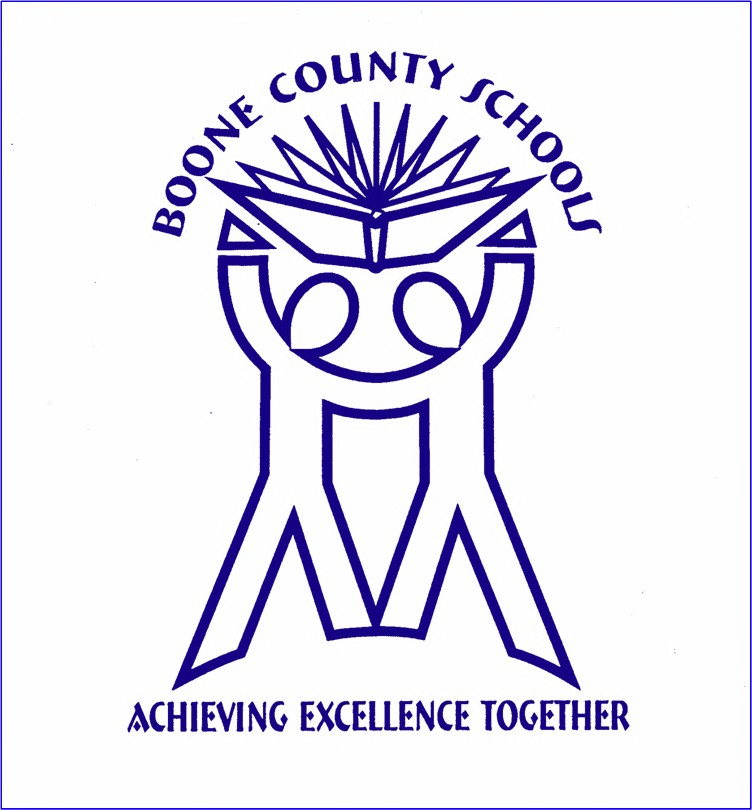 BOONE COUNTY SCHOOLS
ACHIEVING EXCELLENCE TOGETHER